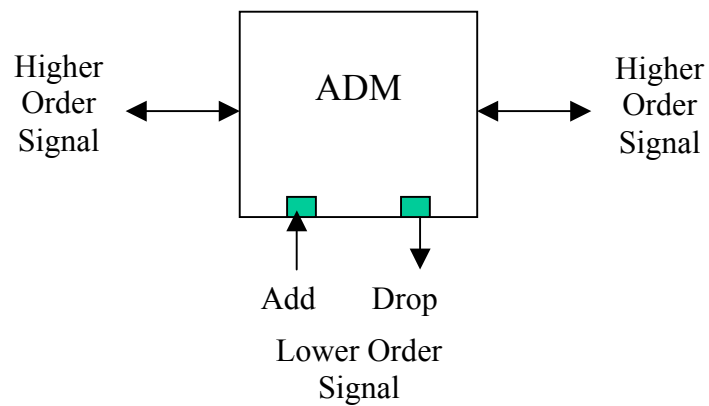 Higher
Order
Signal
ADM
Higher
Order
Signal
Add
Drop
Lower Order
Signal